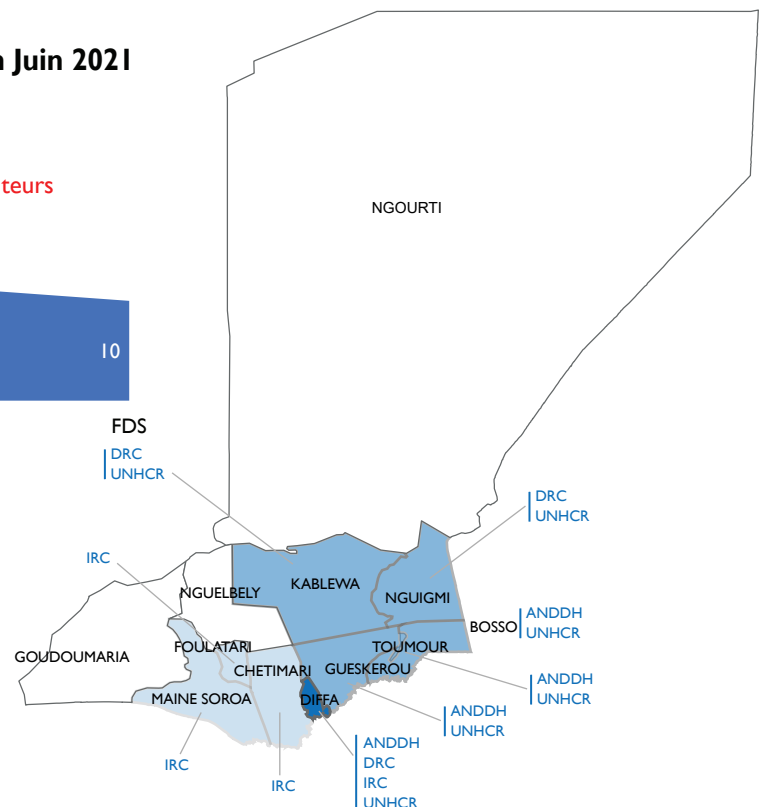 n Juin 2021
teurs
NGOURTI
10
FDS
DRC
UNHCR
DRC
UNHCR
IRC
KABLEWA
NGUELBELY
NGUIGMI
BOSSO
ANDDH
UNHCR
FOULATARI
TOUMOUR
GOUDOUMARIA
CHETIMARI
GUESKEROU
MAINE SOROA
DIFFA
ANDDH
UNHCR
ANDDH
UNHCR
IRC
IRC
ANDDH
DRC
IRC
UNHCR